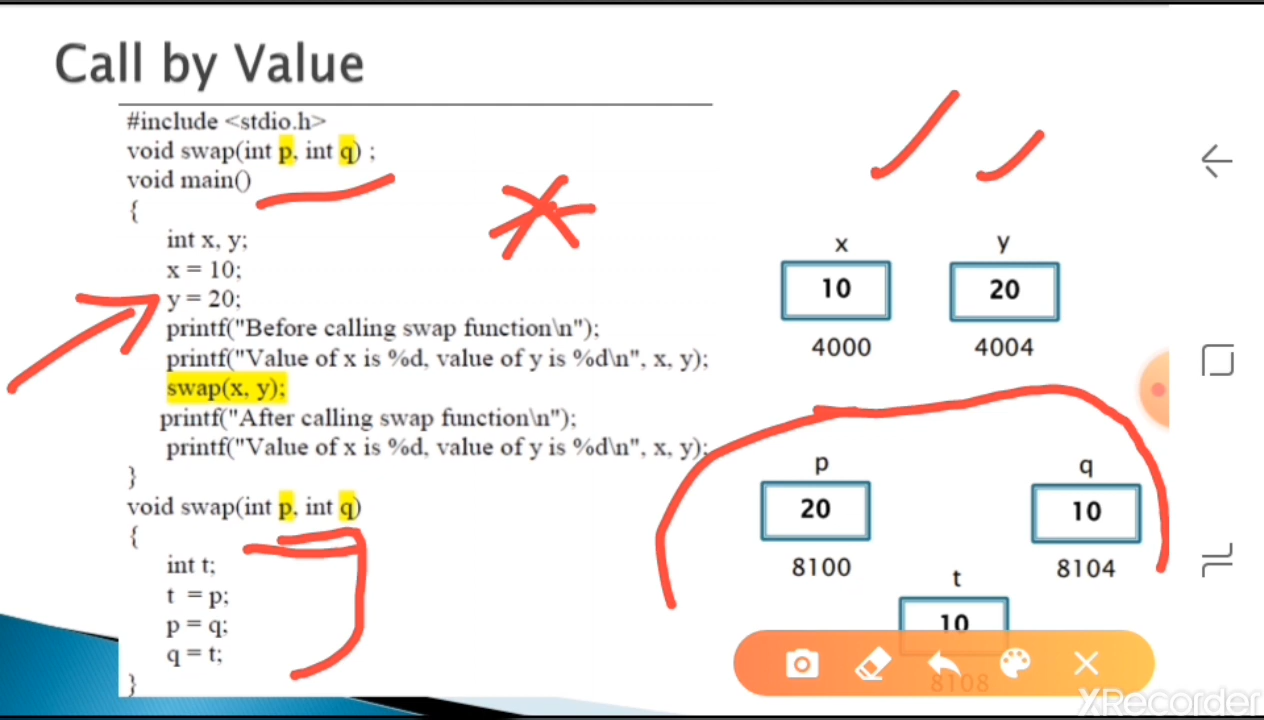 Call by Value
#include <stdio.h>
void swap(int p, int q) ;
void main()
{
int x, y;
x = 10;
y = 20;
printf("Before calling swap function\n");
printf("Value of x is %d, value of y is %d\n", x, y);
swap(x, y);
printf("After calling swap function\n");
printf("Value of x is %d, value of y is %d\n", x, y);
}
void swap(int p, int q)
{
int t;
t = p;
p = q;
q = t;
}
x y
10 20
4000 4004
p q
20 10
8100 8104
t
10
8108
XRecorder